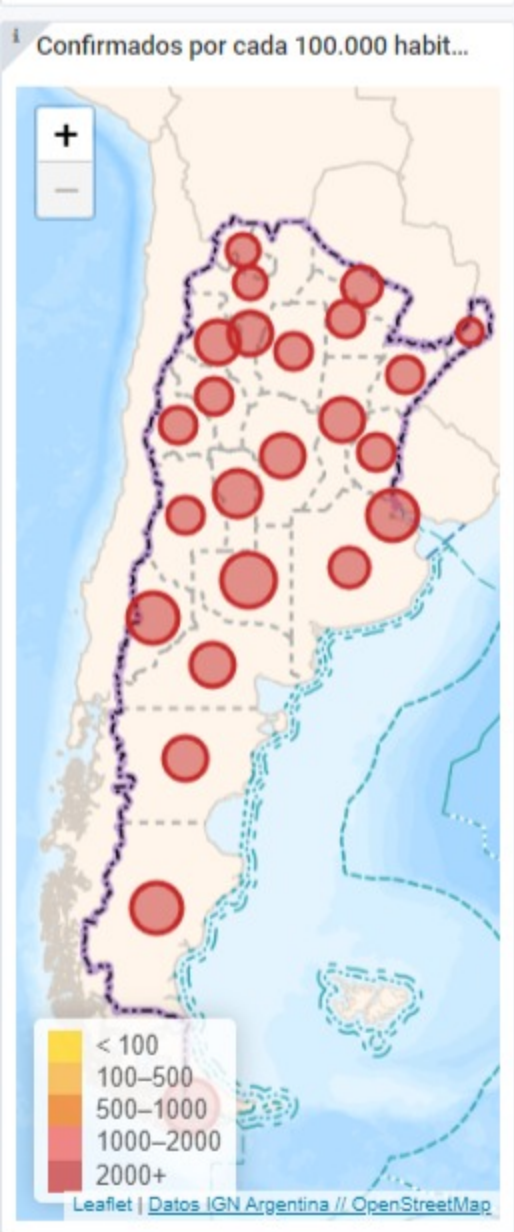 i
Confirmados por cada 100.000 habit...
+
−
< 100
100–500
500–1000
1000–2000
2000+
Leaflet | Datos IGN Argentina // OpenStreetMap